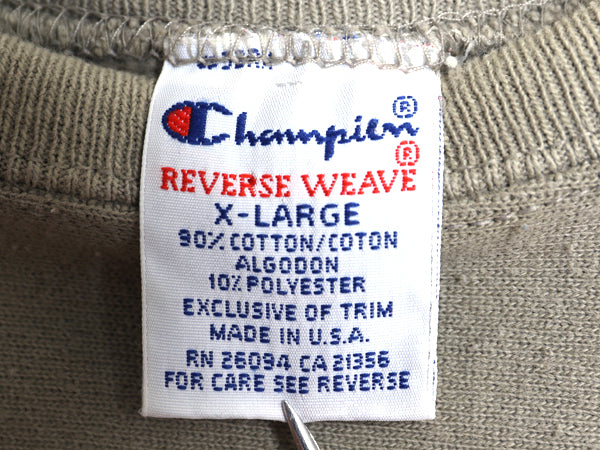 Champion®
REVERSE WEAVE®
X-LARGE
90% COTTON/COTON
ALGODON
10% POLYESTER
EXCLUSIVE OF TRIM
MADE IN U.S.A.
RN 26094 CA 21356
FOR CARE SEE REVERSE